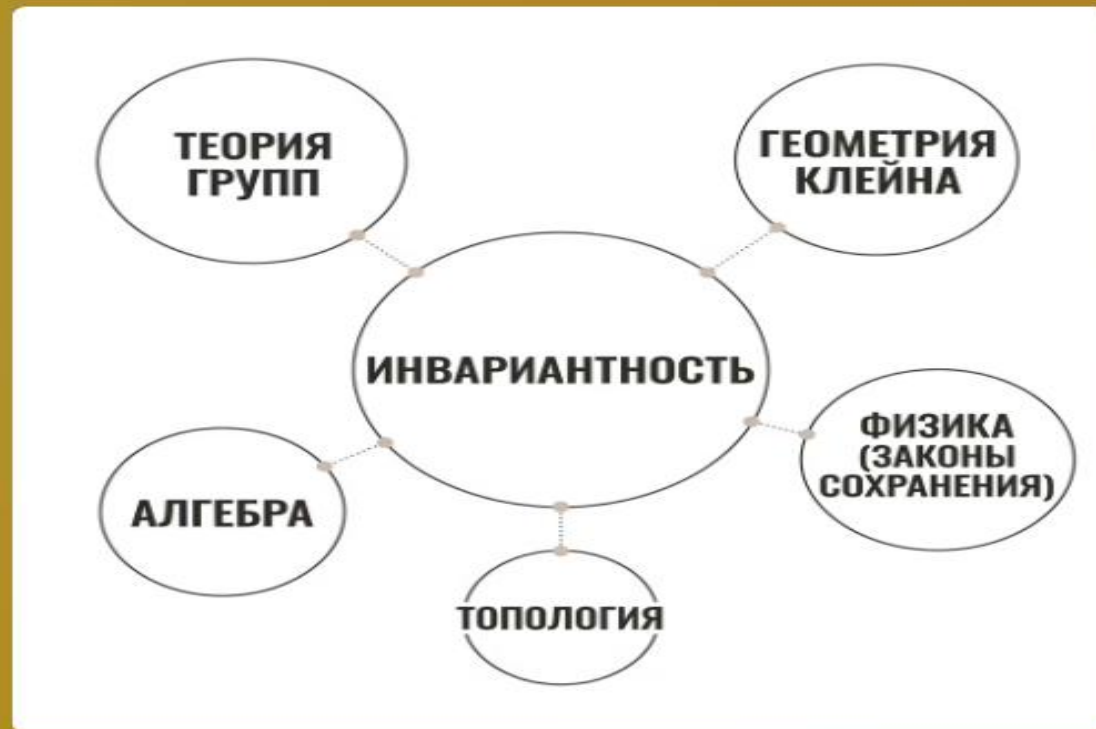 ТЕОРИЯ
ГРУПП
ГЕОМЕТРИЯ
КЛЕЙНА
ИНВАРИАНТНОСТЬ
ФИЗИКА
(ЗАКОНЫ
СОХРАНЕНИЯ)
АЛГЕБРА
ТОПОЛОГИЯ